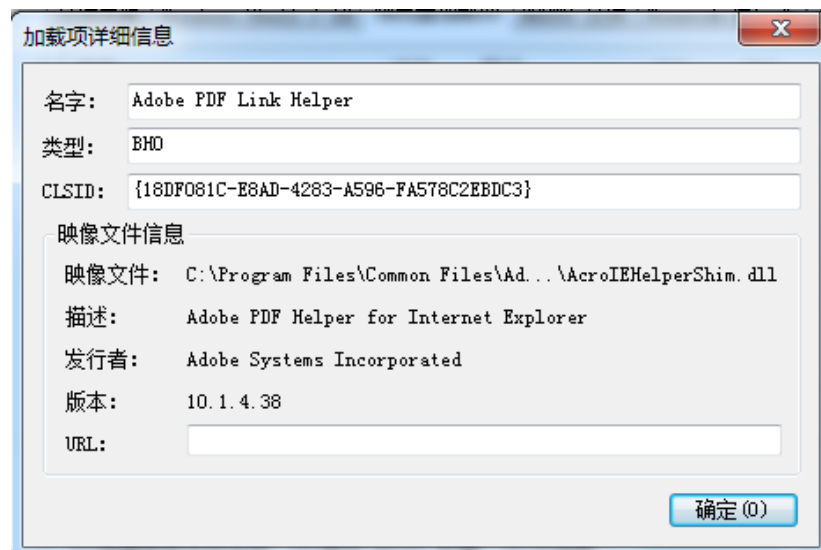 加载项详细信息
名字: Adobe PDF Link Helper
类型: BHO
CLSID: {18DF081C-E8AD-4283-A596-FA578C2EBDC3}
映像文件信息
映像文件: C:\Program Files\Common Files\Ad...\AcroIEHelperShim.dll
描述: Adobe PDF Helper for Internet Explorer
发行者: Adobe Systems Incorporated
版本: 10.1.4.38
URL:
确定(O)